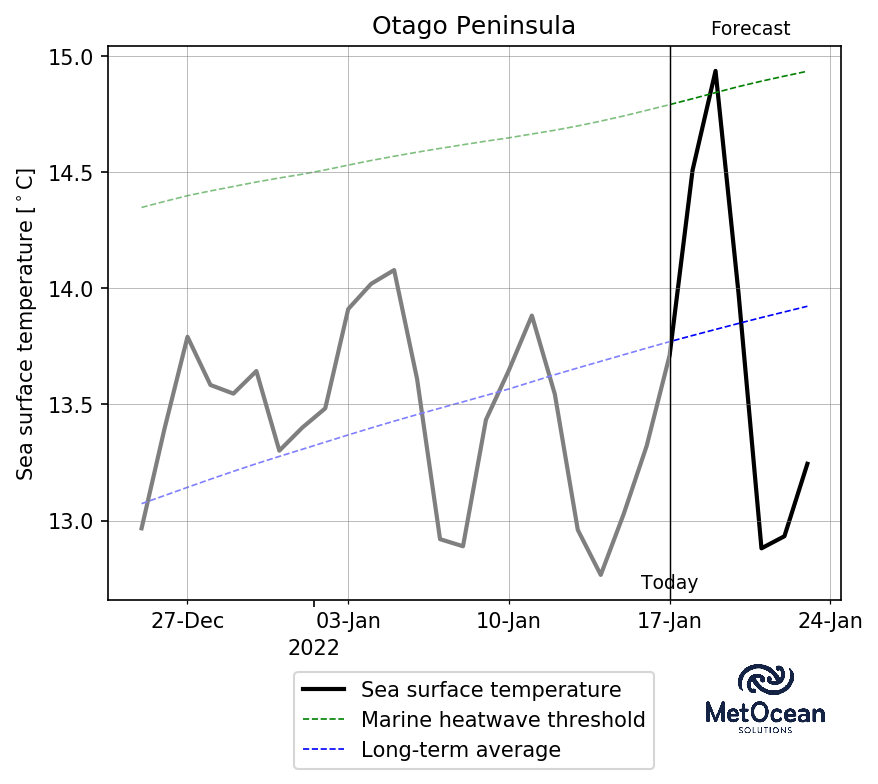 Otago Peninsula
Forecast
Sea surface temperature [°C]
15.0
14.5
14.0
13.5
13.0
Today
27-Dec
03-Jan
10-Jan
17-Jan
24-Jan
2022
Sea surface temperature
Marine heatwave threshold
Long-term average
MetOcean
SOLUTIONS